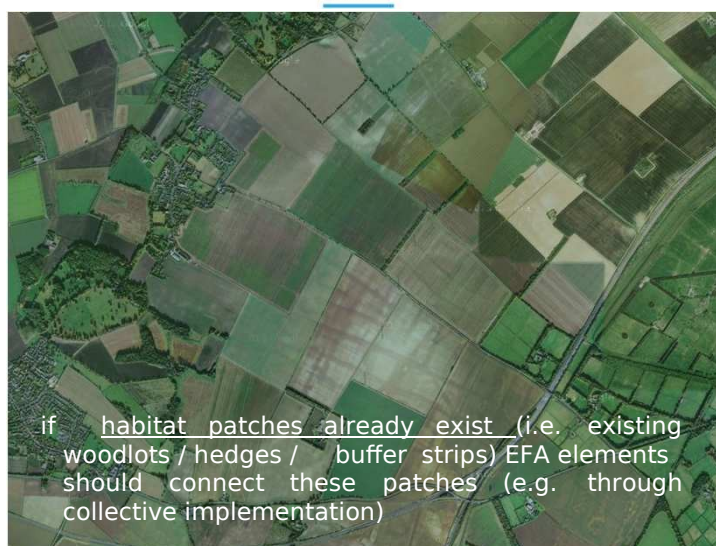 if habitat patches already exist (i.e. existing
woodlots / hedges / buffer strips) EFA elements
should connect these patches (e.g. through
collective implementation)